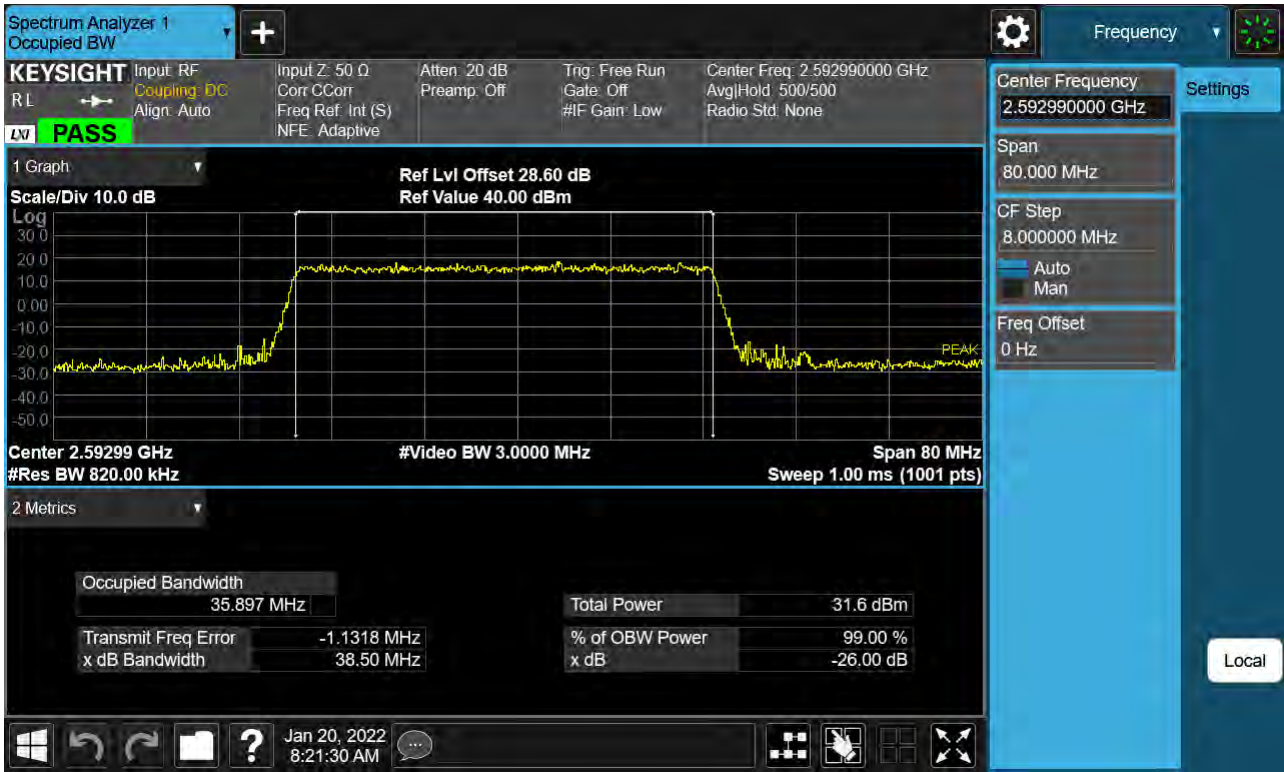 Spectrum Analyzer 1
Occupied BW
+
Frequency
KEYSIGHT
Input: RF
Coupling: DC
Align: Auto
Input Z: 50 Ω
Corr CCorr
Freq Ref: Int (S)
NFE: Adaptive
Atten: 20 dB
Preamp: Off
Trig: Free Run
Gate: Off
#IF Gain: Low
Center Freq: 2.592990000 GHz
Avg|Hold: 500/500
Radio Std: None
RL
LXI
PASS
Center Frequency
2.592990000 GHz
Settings
Span
80.000 MHz
CF Step
8.000000 MHz
Auto
Man
Freq Offset
0 Hz
1 Graph
Scale/Div 10.0 dB
Ref Lvl Offset 28.60 dB
Ref Value 40.00 dBm
Log
30.0
20.0
10.0
0.00
-10.0
-20.0
-30.0
-40.0
-50.0
PEAK
Center 2.59299 GHz
#Video BW 3.0000 MHz
Span 80 MHz
#Res BW 820.00 kHz
Sweep 1.00 ms (1001 pts)
2 Metrics
Occupied Bandwidth
35.897 MHz
Total Power 31.6 dBm
Transmit Freq Error -1.1318 MHz
% of OBW Power 99.00 %
x dB Bandwidth 38.50 MHz
x dB -26.00 dB
Local
?
Jan 20, 2022
8:21:30 AM